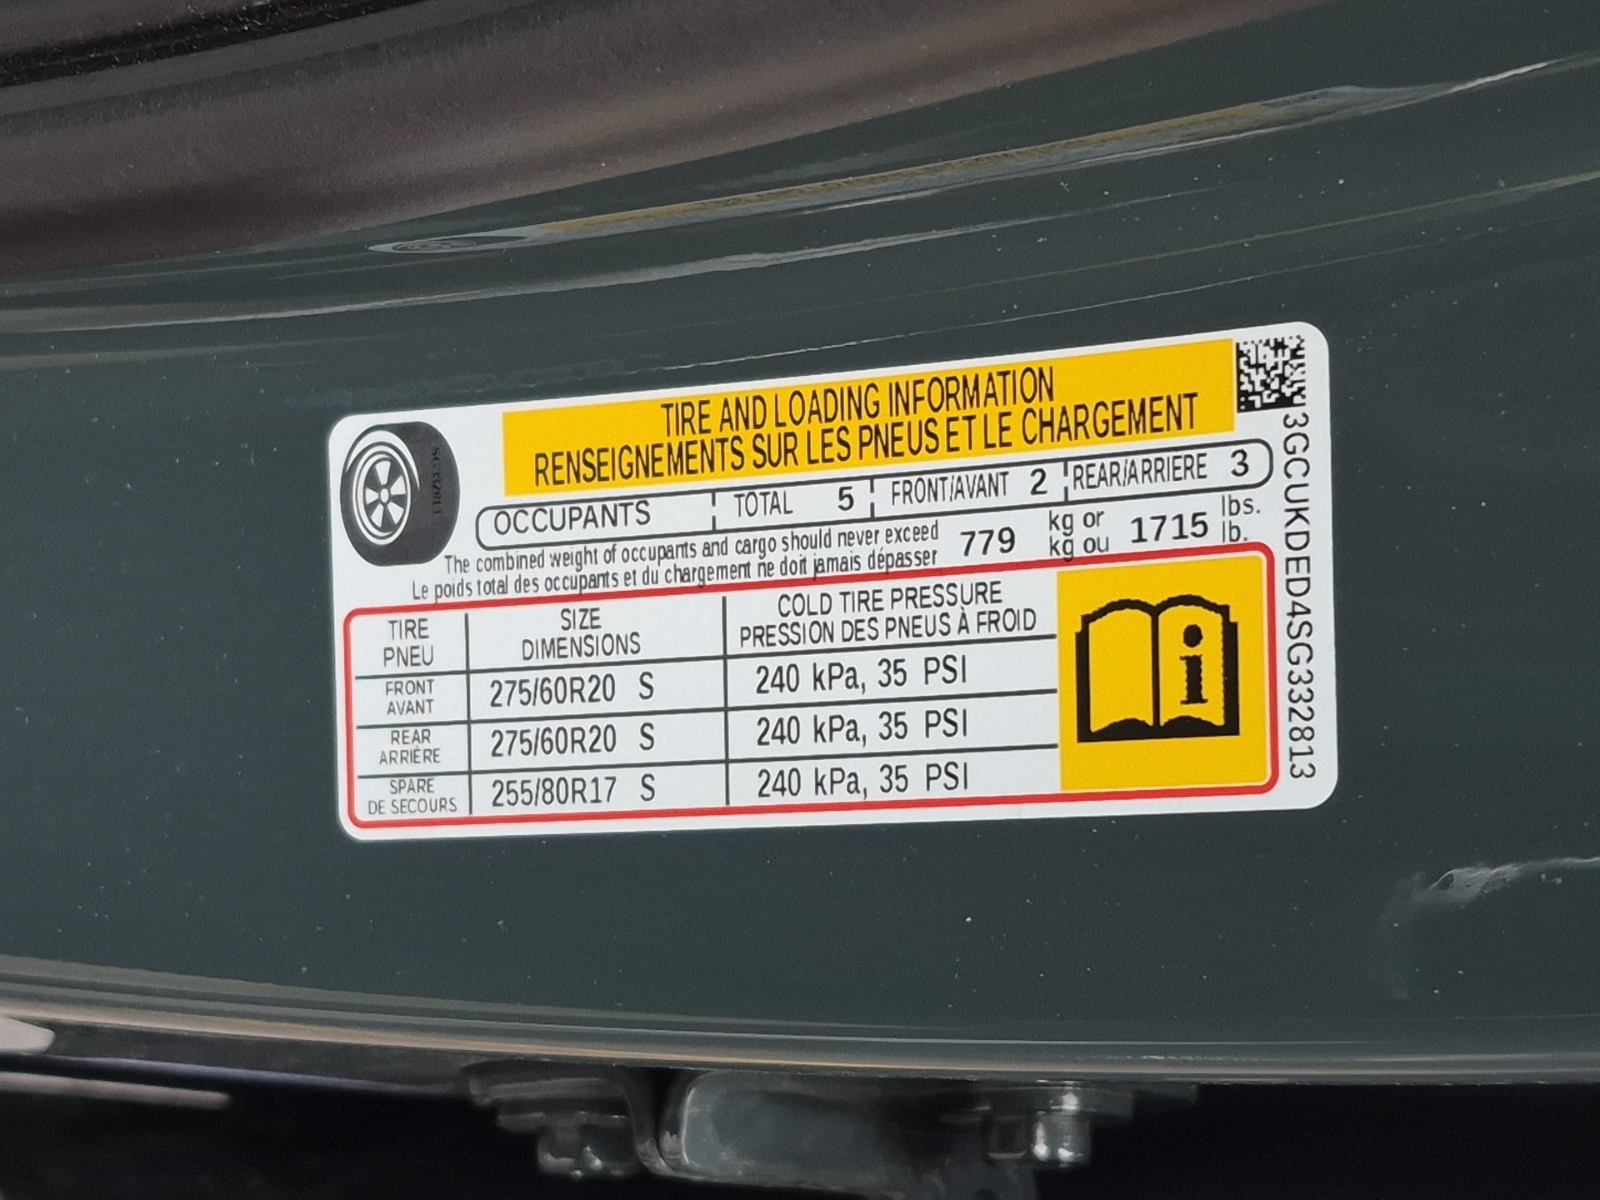 TIRE AND LOADING INFORMATION
RENSEIGNEMENTS SUR LES PNEUS ET LE CHARGEMENT
OCCUPANTS TOTAL 5 FRONT/AVANT 2 REAR/ARRIERE 3
The combined weight of occupants and cargo should never exceed
Le poids total des occupants et du chargement ne doit jamais dépasser
779 kg or 1715 lbs.
kg ou lb.
TIRE SIZE COLD TIRE PRESSURE
PNEU DIMENSIONS PRESSION DES PNEUS À FROID
FRONT
AVANT 275/60R20 S 240 kPa, 35 PSI
REAR
ARRIÈRE 275/60R20 S 240 kPa, 35 PSI
SPARE
DE SECOURS 255/80R17 S 240 kPa, 35 PSI
i
3GCUKDED4SG332813